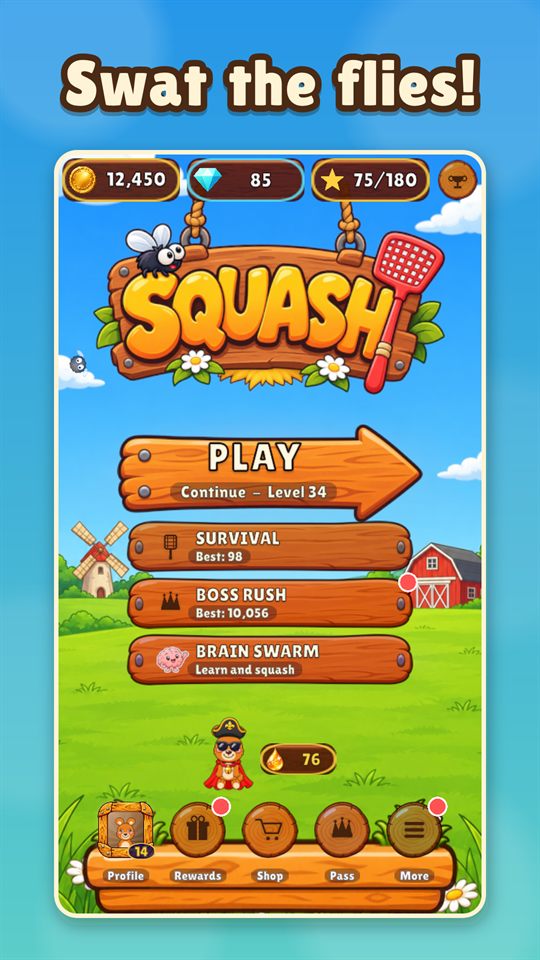 Swat the flies!
12,450
85
75/180
SQUASH
PLAY
Continue – Level 34
SURVIVAL
Best: 98
BOSS RUSH
Best: 10,056
BRAIN SWARM
Learn and squash
76
14
Profile
Rewards
Shop
Pass
More